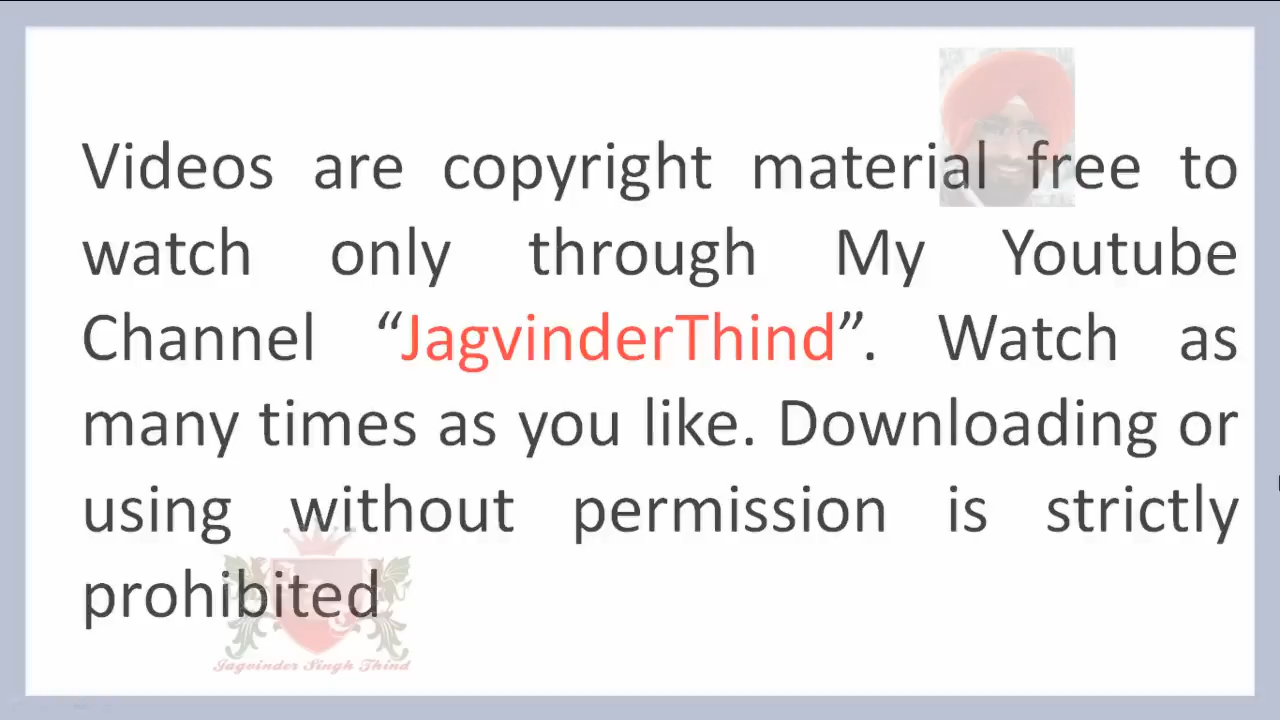 Videos are copyright material free to
watch only through My Youtube
Channel “JagvinderThind”. Watch as
many times as you like. Downloading or
using without permission is strictly
prohibited
Jagvinder Singh Thind